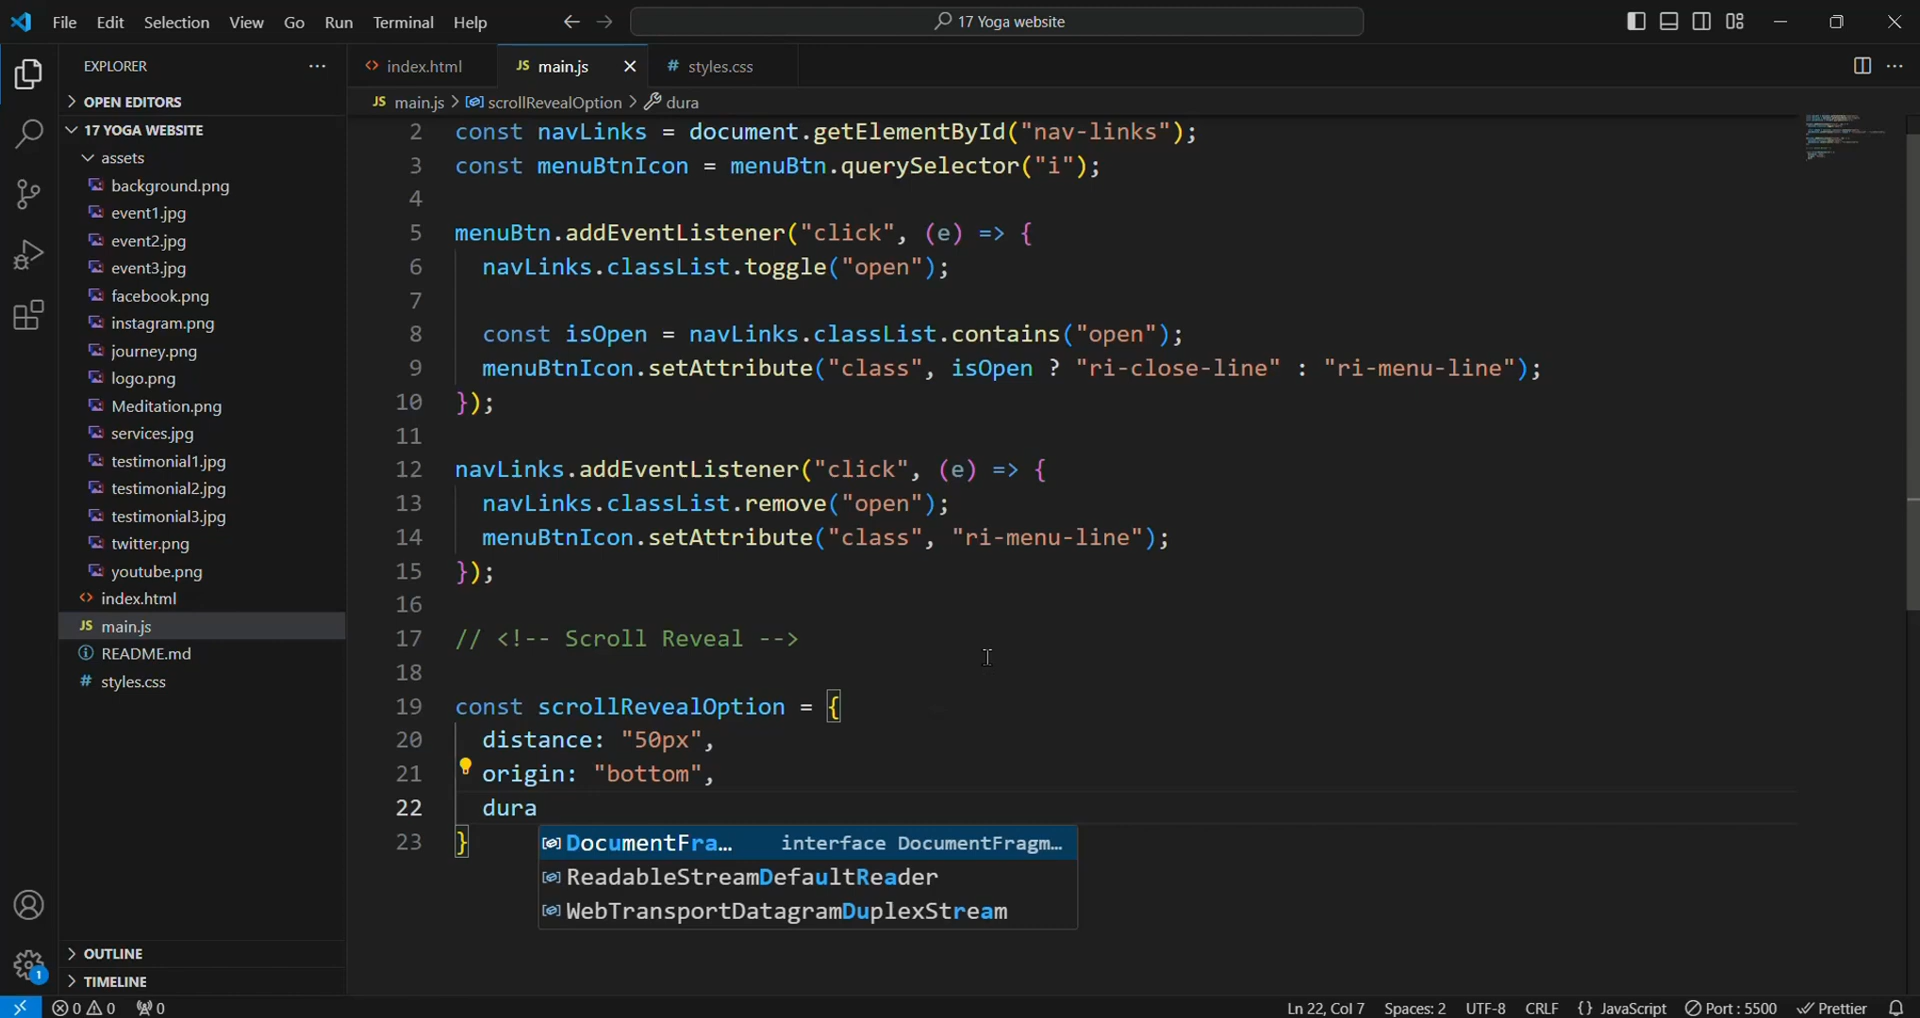 File Edit Selection View Go Run Terminal Help
17 Yoga website
EXPLORER
OPEN EDITORS
17 YOGA WEBSITE
assets
background.png
event1.jpg
event2.jpg
event3.jpg
facebook.png
instagram.png
journey.png
logo.png
Meditation.png
services.jpg
testimonial1.jpg
testimonial2.jpg
testimonial3.jpg
twitter.png
youtube.png
index.html
JS main.js
README.md
# styles.css
OUTLINE
TIMELINE
<> index.html JS main.js # styles.css
JS main.js > scrollRevealOption > dura
2 const navLinks = document.getElementById("nav-links");
3 const menuBtnIcon = menuBtn.querySelector("i");
4
5 menuBtn.addEventListener("click", (e) => {
6 navLinks.classList.toggle("open");
7
8 const isOpen = navLinks.classList.contains("open");
9 menuBtnIcon.setAttribute("class", isOpen ? "ri-close-line" : "ri-menu-line");
10 });
11
12 navLinks.addEventListener("click", (e) => {
13 navLinks.classList.remove("open");
14 menuBtnIcon.setAttribute("class", "ri-menu-line");
15 });
16
17 // <!-- Scroll Reveal -->
18
19 const scrollRevealOption = {
20 distance: "50px",
21 origin: "bottom",
22 dura
23 }
DocumentFra… interface DocumentFragm…
ReadableStreamDefaultReader
WebTransportDatagramDuplexStream
1
0 0 0 Ln 22, Col 7 Spaces: 2 UTF-8 CRLF {} JavaScript Port : 5500 Prettier